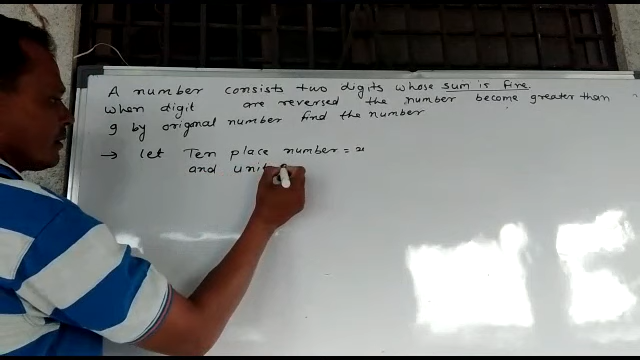 A number consists two digits whose sum is five.
When digit are reversed the number become greater than
9 by origonal number find the number
→ let Ten place number = x
and unit